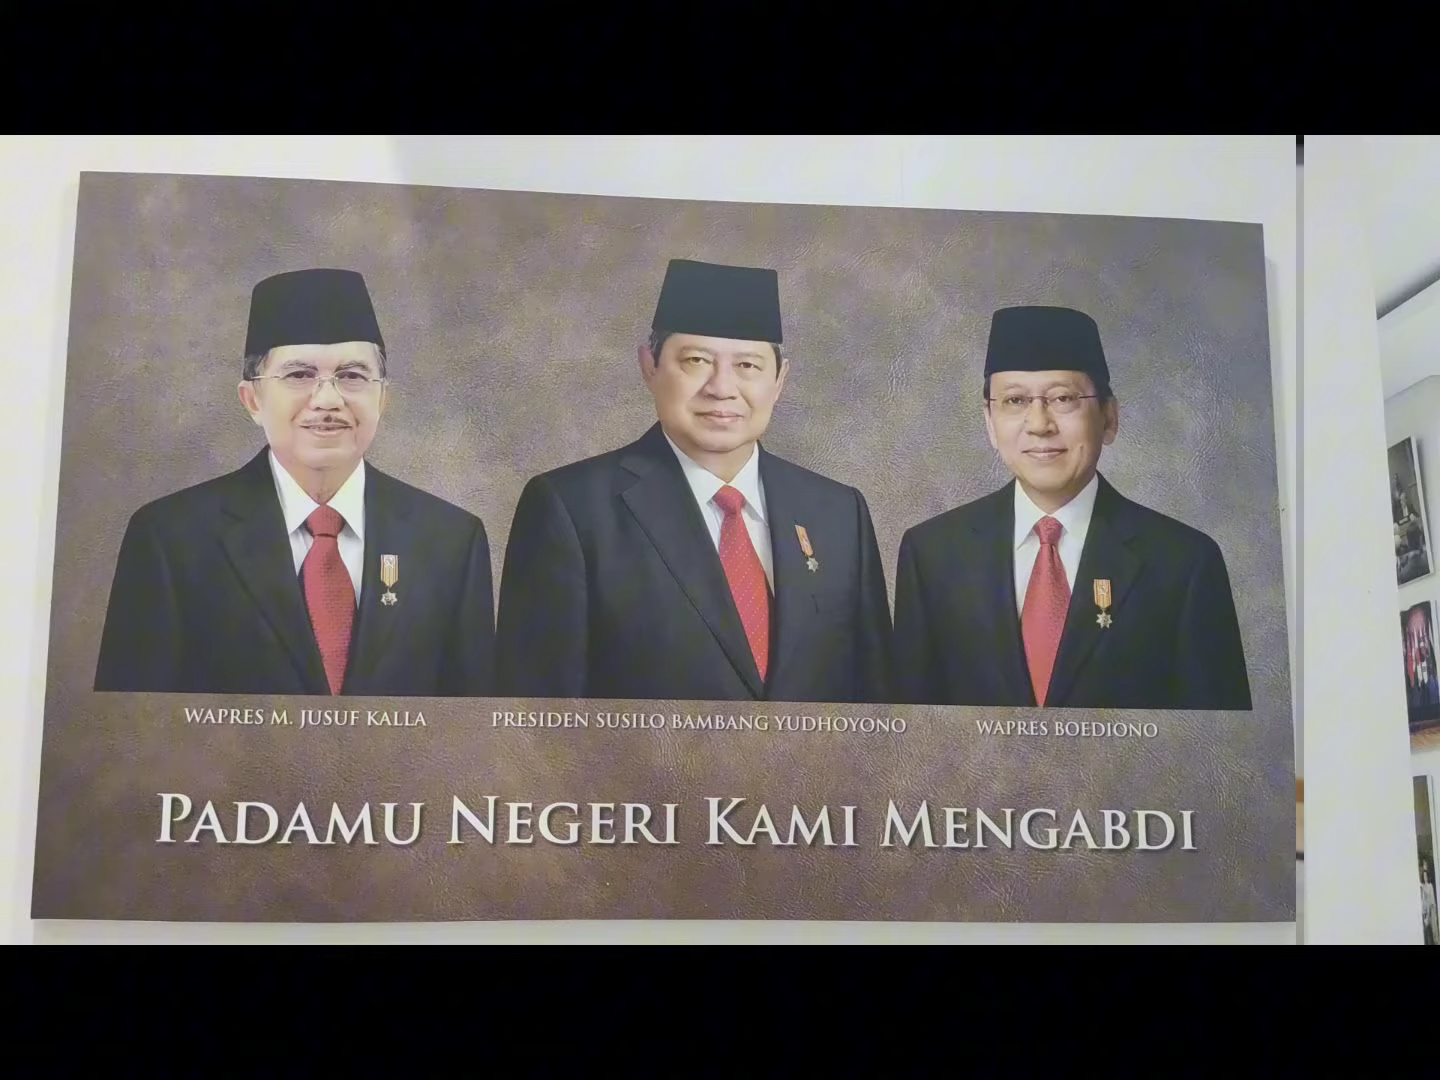 WAPRES M. JUSUF KALLA
PRESIDEN SUSILO BAMBANG YUDHOYONO
WAPRES BOEDIONO
PADAMU NEGERI KAMI MENGABDI